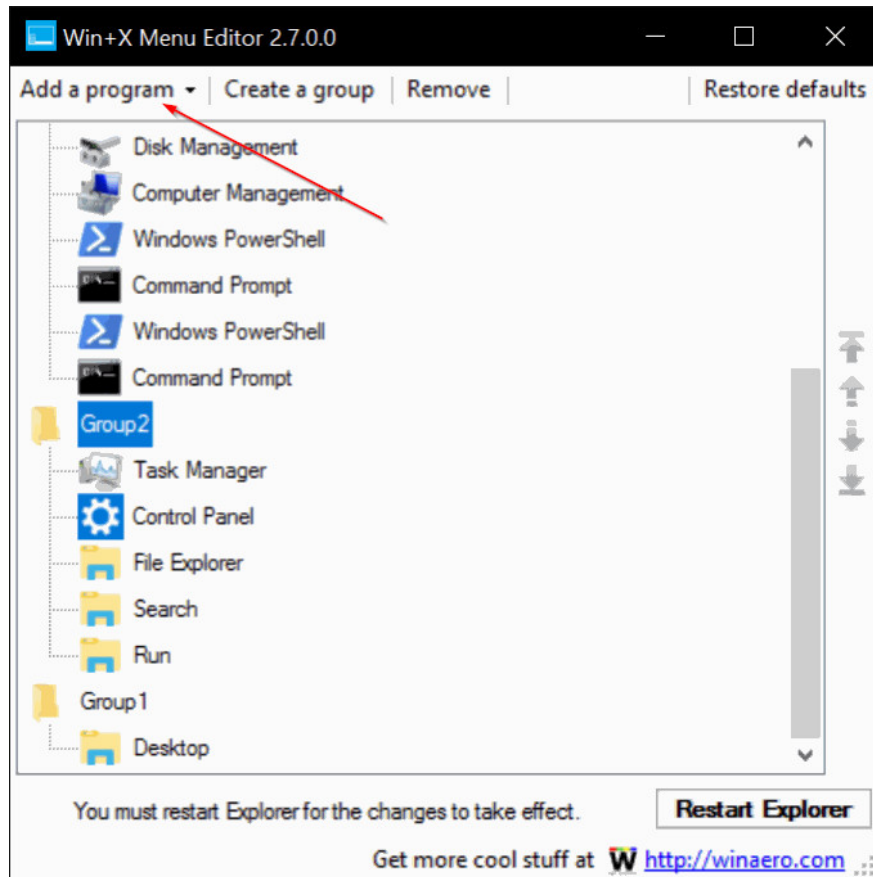 Win+X Menu Editor 2.7.0.0
Add a program Create a group Remove Restore defaults
Disk Management
Computer Management
Windows PowerShell
Command Prompt
Windows PowerShell
Command Prompt
Group2
Task Manager
Control Panel
File Explorer
Search
Run
Group1
Desktop
You must restart Explorer for the changes to take effect. Restart Explorer
Get more cool stuff at W http://winaero.com